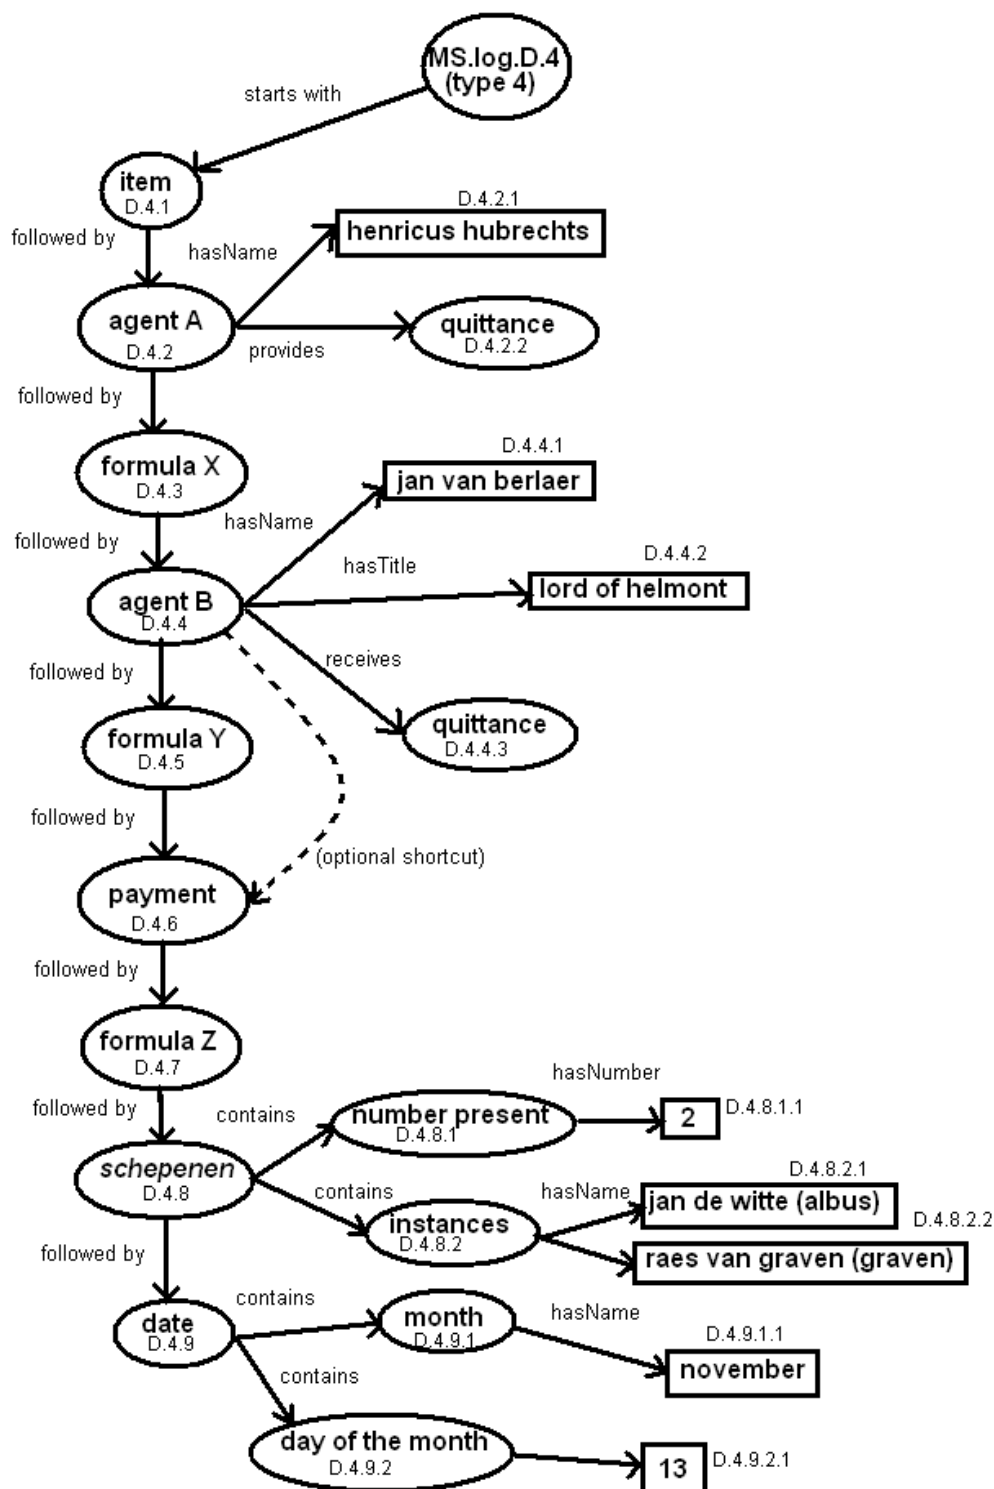 MS.log.D.4
(type 4)
starts with
item
D.4.1
D.4.2.1
henricus hubrechts
followed by
hasName
agent A
D.4.2
quittance
D.4.2.2
provides
followed by
D.4.4.1
formula X
D.4.3
jan van berlaer
hasName
followed by
D.4.4.2
hasTitle
lord of helmont
agent B
D.4.4
receives
followed by
quittance
D.4.4.3
formula Y
D.4.5
followed by
(optional shortcut)
payment
D.4.6
followed by
formula Z
D.4.7
hasNumber
followed by
contains
number present
D.4.8.1
2
D.4.8.1.1
schepenen
D.4.8
D.4.8.2.1
contains
hasName
jan de witte (albus)
instances
D.4.8.2
D.4.8.2.2
followed by
raes van graven (graven)
contains
date
D.4.9
month
D.4.9.1
hasName
D.4.9.1.1
november
contains
day of the month
D.4.9.2
13
D.4.9.2.1